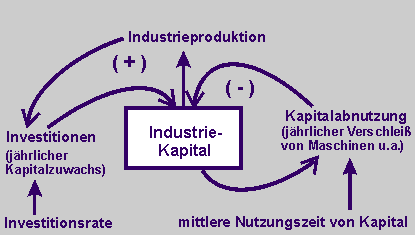 Industrieproduktion
( + )
( - )
Investitionen
(jährlicher
Kapitalzuwachs)
Industrie-
Kapital
Kapitalabnutzung
(jährlicher Verschleiß
von Maschinen u.a.)
Investitionsrate
mittlere Nutzungszeit von Kapital